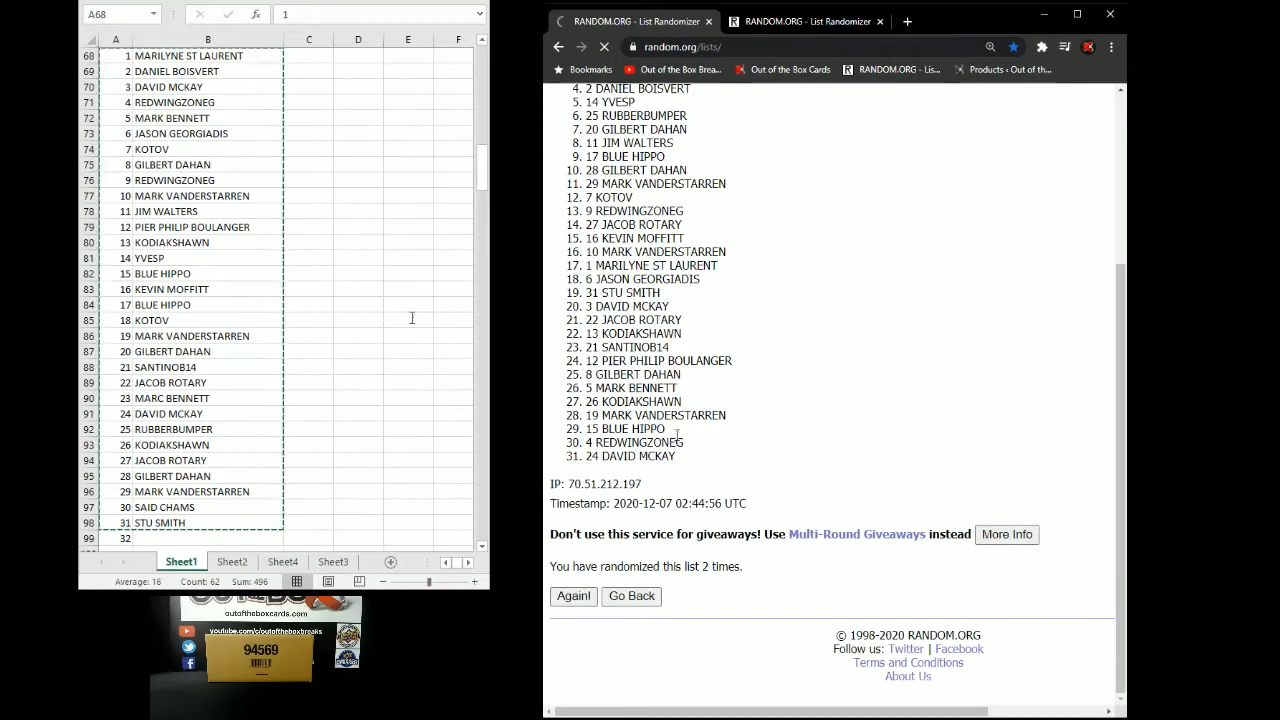 A68
1
A B C D E F
68 1 MARILYNE ST LAURENT
69 2 DANIEL BOISVERT
70 3 DAVID MCKAY
71 4 REDWINGZONEG
72 5 MARK BENNETT
73 6 JASON GEORGIADIS
74 7 KOTOV
75 8 GILBERT DAHAN
76 9 REDWINGZONEG
77 10 MARK VANDERSTARREN
78 11 JIM WALTERS
79 12 PIER PHILIP BOULANGER
80 13 KODIAKSHAWN
81 14 YVESP
82 15 BLUE HIPPO
83 16 KEVIN MOFFITT
84 17 BLUE HIPPO
85 18 KOTOV
86 19 MARK VANDERSTARREN
87 20 GILBERT DAHAN
88 21 SANTINOB14
89 22 JACOB ROTARY
90 23 MARC BENNETT
91 24 DAVID MCKAY
92 25 RUBBERBUMPER
93 26 KODIAKSHAWN
94 27 JACOB ROTARY
95 28 GILBERT DAHAN
96 29 MARK VANDERSTARREN
97 30 SAID CHAMS
98 31 STU SMITH
99 32
Sheet1 Sheet2 Sheet4 Sheet3
Average: 16 Count: 62 Sum: 496
outoftheboxcards.com
youtube.com/c/outoftheboxbreaks
94569
RANDOM.ORG - List Randomizer
RANDOM.ORG - List Randomizer
random.org/lists/
Bookmarks
Out of the Box Brea...
Out of the Box Cards
RANDOM.ORG - Lis...
Products ‹ Out of th...
4. 2 DANIEL BOISVERT
5. 14 YVESP
6. 25 RUBBERBUMPER
7. 20 GILBERT DAHAN
8. 11 JIM WALTERS
9. 17 BLUE HIPPO
10. 28 GILBERT DAHAN
11. 29 MARK VANDERSTARREN
12. 7 KOTOV
13. 9 REDWINGZONEG
14. 27 JACOB ROTARY
15. 16 KEVIN MOFFITT
16. 10 MARK VANDERSTARREN
17. 1 MARILYNE ST LAURENT
18. 6 JASON GEORGIADIS
19. 31 STU SMITH
20. 3 DAVID MCKAY
21. 22 JACOB ROTARY
22. 13 KODIAKSHAWN
23. 21 SANTINOB14
24. 12 PIER PHILIP BOULANGER
25. 8 GILBERT DAHAN
26. 5 MARK BENNETT
27. 26 KODIAKSHAWN
28. 19 MARK VANDERSTARREN
29. 15 BLUE HIPPO
30. 4 REDWINGZONEG
31. 24 DAVID MCKAY
IP: 70.51.212.197
Timestamp: 2020-12-07 02:44:56 UTC
Don't use this service for giveaways! Use Multi-Round Giveaways instead More Info
You have randomized this list 2 times.
Again! Go Back
© 1998-2020 RANDOM.ORG
Follow us: Twitter | Facebook
Terms and Conditions
About Us